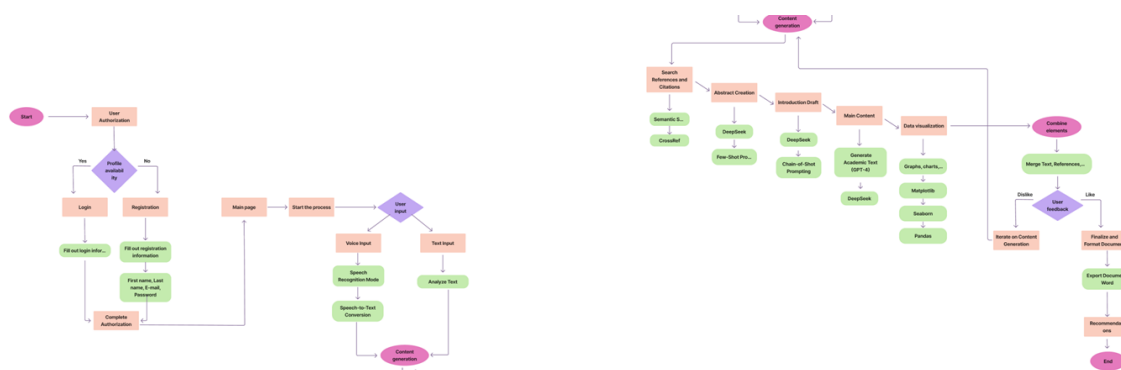 Start
User
Authorization
Yes
No
Profile
availabil
ity
Login
Registration
Fill out login infor...
Fill out registration
information
First name, Last
name, E-mail,
Password
Complete
Authorization
Main page
Start the process
User
input
Voice Input
Text Input
Speech
Recognition Mode
Analyze Text
Speech-to-Text
Conversion
Content
generation
Content
generation
Search
References and
Citations
Abstract Creation
Introduction Draft
Main Content
Data visualization
Combine
elements
Semantic S...
CrossRef
DeepSeek
Few-Shot Pro...
DeepSeek
Chain-of-Shot
Prompting
Generate
Academic Text
(GPT-4)
DeepSeek
Graphs, charts,...
Matplotlib
Seaborn
Pandas
Merge Text, References,...
Dislike
Like
User
feedback
Iterate on Content
Generation
Finalize and
Format Documen
Export Docume
Word
Recommenda
ons
End